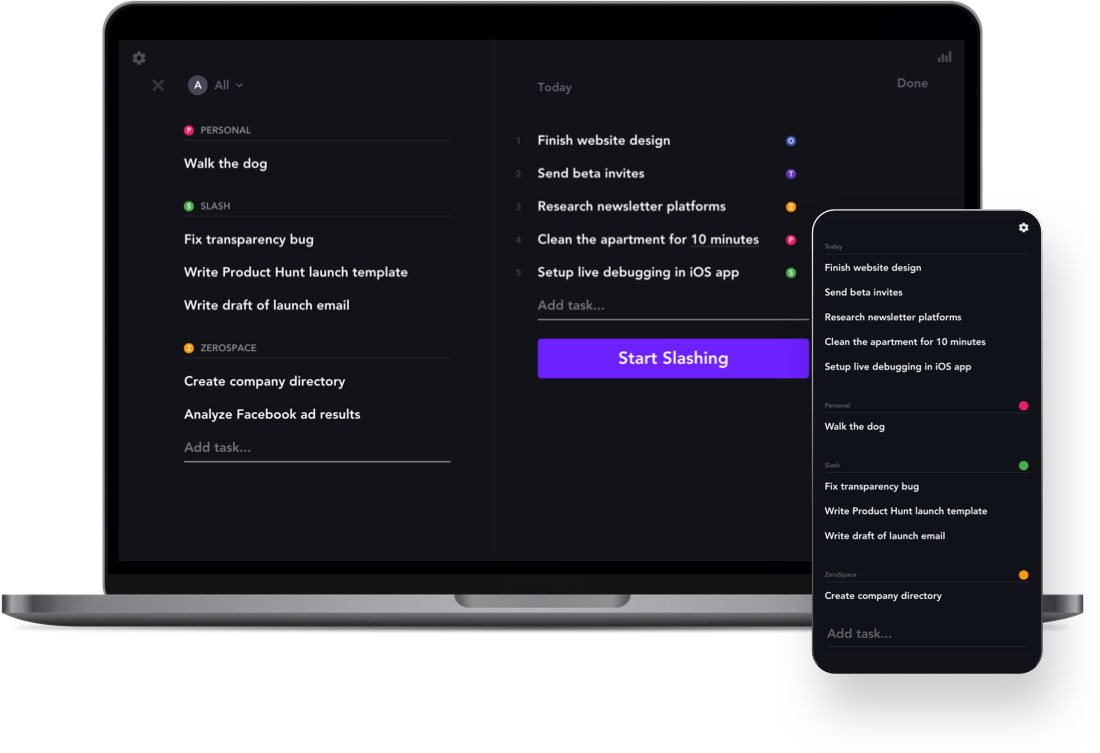 A All
P PERSONAL
Walk the dog
S SLASH
Fix transparency bug
Write Product Hunt launch template
Write draft of launch email
Z ZEROSPACE
Create company directory
Analyze Facebook ad results
Add task...
Today
Done
1 Finish website design O
2 Send beta invites T
3 Research newsletter platforms Z
4 Clean the apartment for 10 minutes P
5 Setup live debugging in iOS app S
Add task...
Start Slashing
Today
Finish website design
Send beta invites
Research newsletter platforms
Clean the apartment for 10 minutes
Setup live debugging in iOS app
Personal
Walk the dog
Slash
Fix transparency bug
Write Product Hunt launch template
Write draft of launch email
ZeroSpace
Create company directory
Add task...